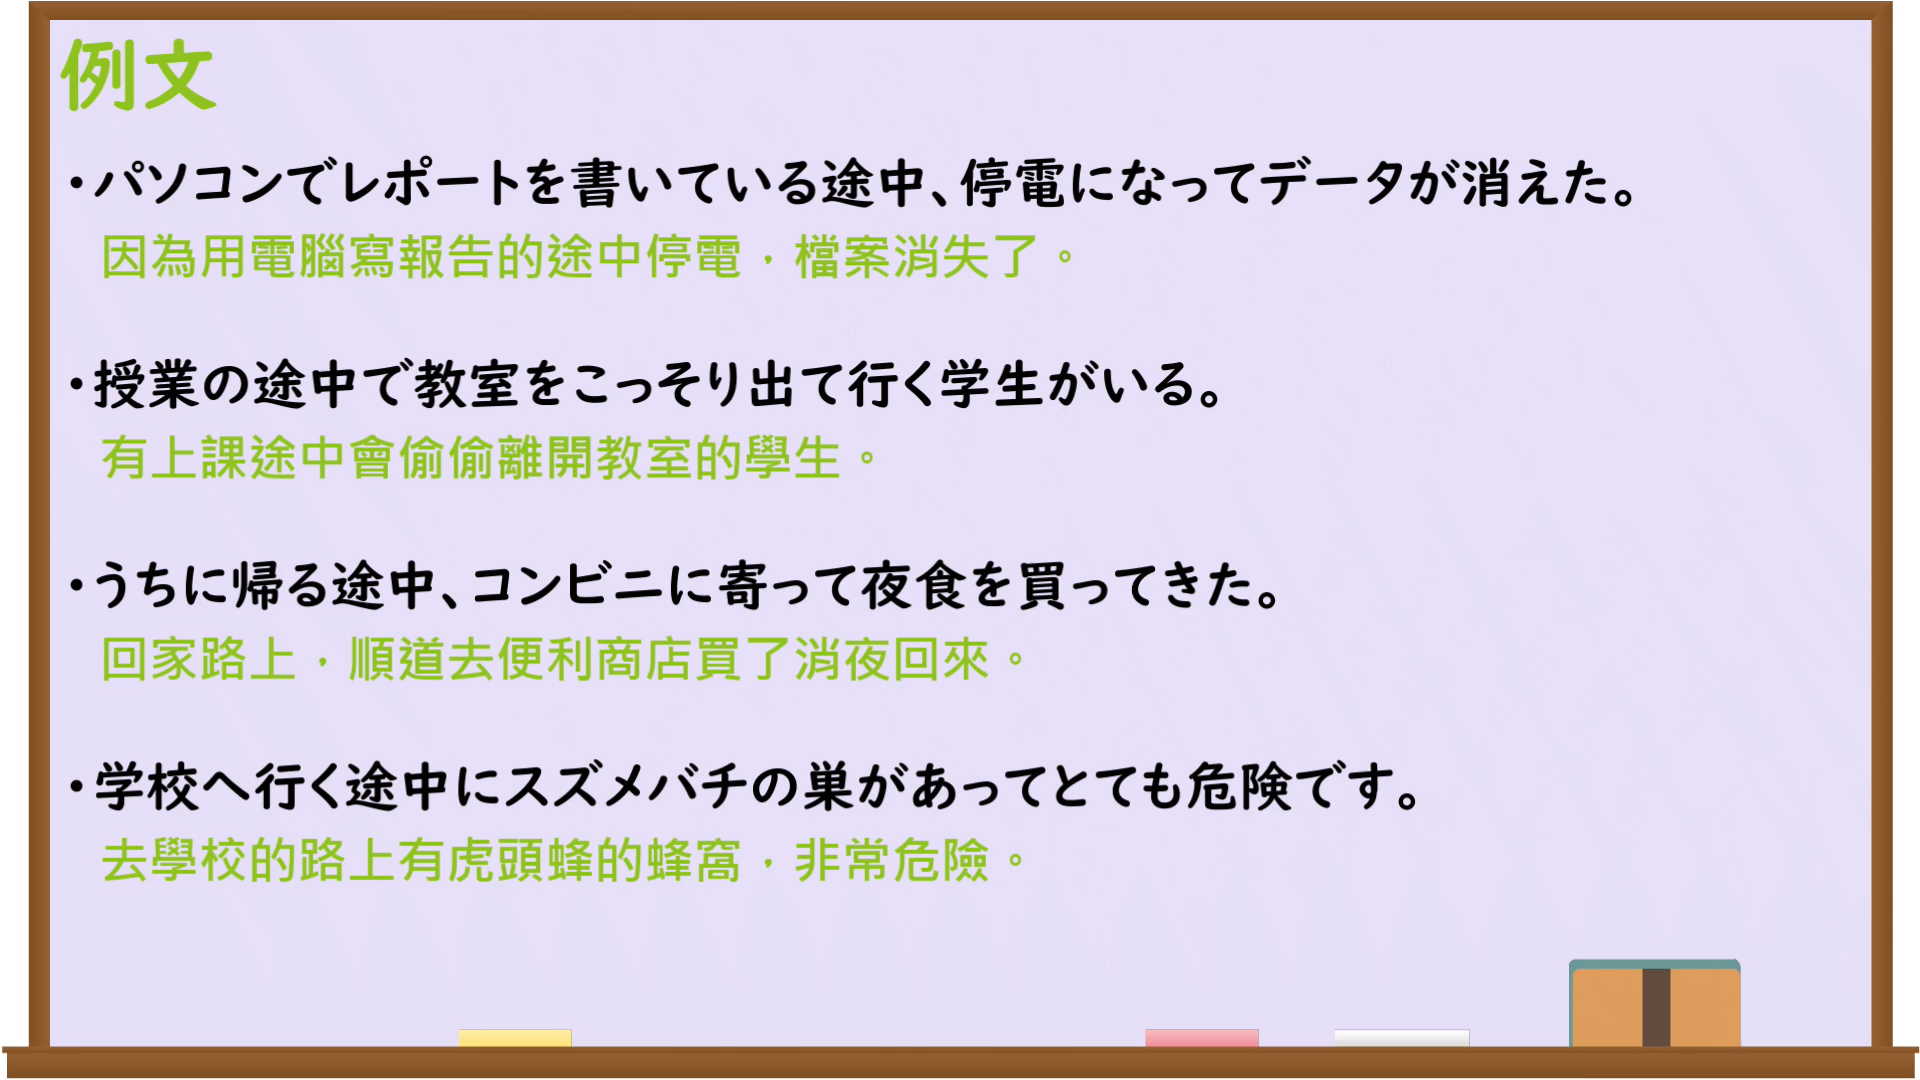 例文
・パソコンでレポートを書いている途中、停電になってデータが消えた。
因為用電腦寫報告的途中停電，檔案消失了。
・授業の途中で教室をこっそり出て行く学生がいる。
有上課途中會偷偷離開教室的學生。
・うちに帰る途中、コンビニに寄って夜食を買ってきた。
回家路上，順道去便利商店買了消夜回來。
・学校へ行く途中にスズメバチの巣があってとても危険です。
去學校的路上有虎頭蜂的蜂窩，非常危險。